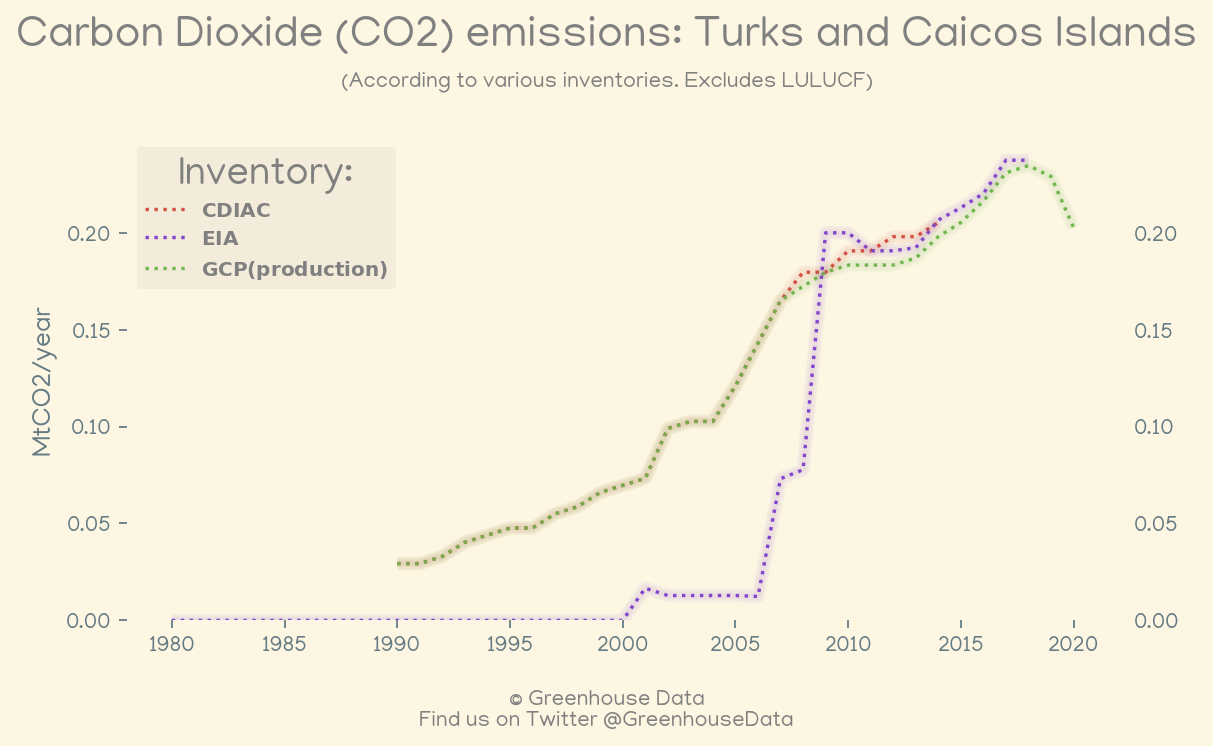 Carbon Dioxide (CO2) emissions: Turks and Caicos Islands
(According to various inventories. Excludes LULUCF)
Inventory:
CDIAC
EIA
GCP(production)
MtCO2/year
0.20
0.15
0.10
0.05
0.00
0.20
0.15
0.10
0.05
0.00
1980 1985 1990 1995 2000 2005 2010 2015 2020
© Greenhouse Data
Find us on Twitter @GreenhouseData